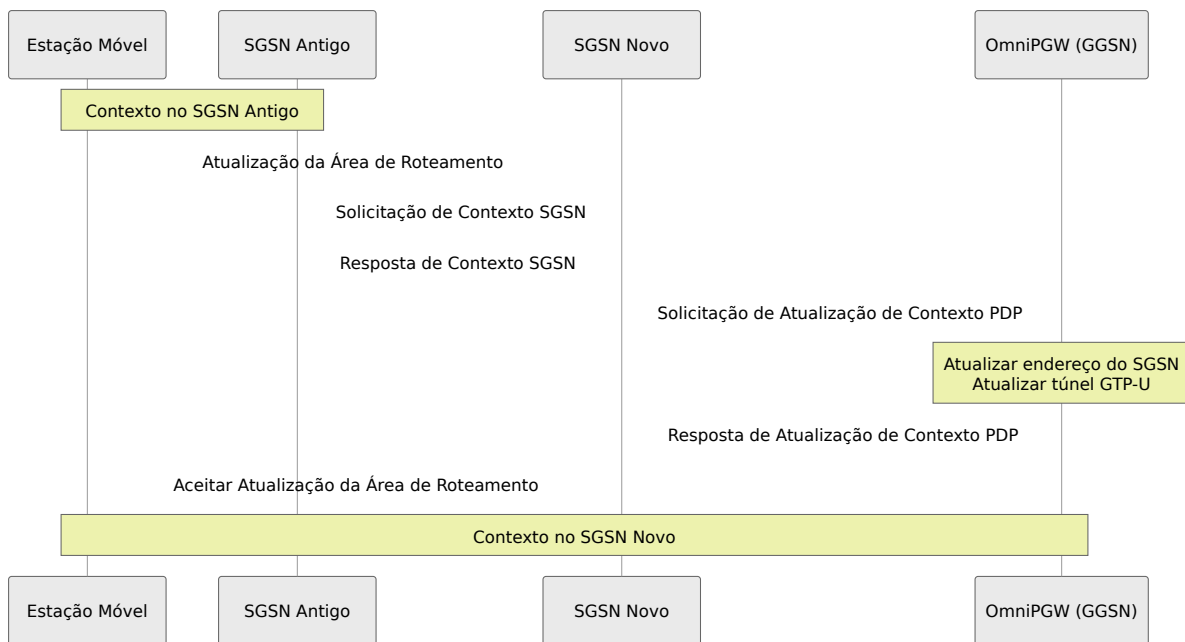 Estação Móvel
SGSN Antigo
SGSN Novo
OmniPGW (GGSN)
Contexto no SGSN Antigo
Atualização da Área de Roteamento
Solicitação de Contexto SGSN
Resposta de Contexto SGSN
Solicitação de Atualização de Contexto PDP
Atualizar endereço do SGSN
Atualizar túnel GTP-U
Resposta de Atualização de Contexto PDP
Aceitar Atualização da Área de Roteamento
Contexto no SGSN Novo
Estação Móvel
SGSN Antigo
SGSN Novo
OmniPGW (GGSN)